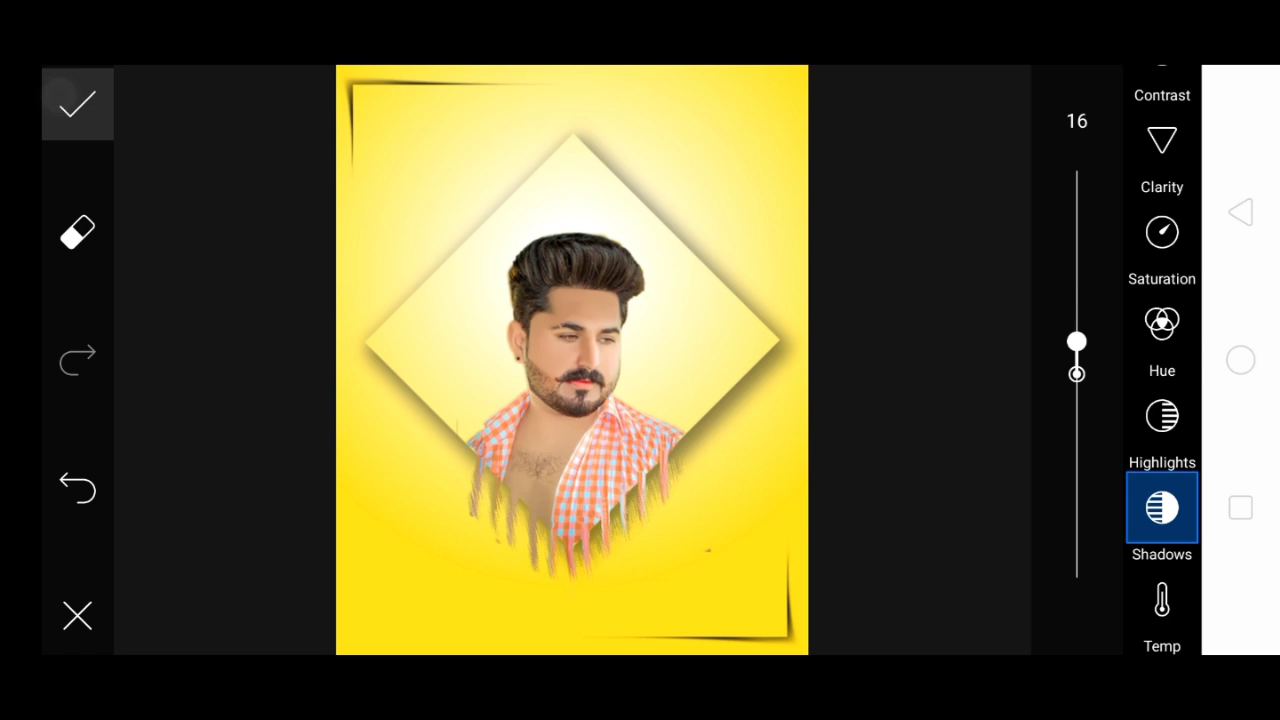 16
Contrast
Clarity
Saturation
Hue
Highlights
Shadows
Temp